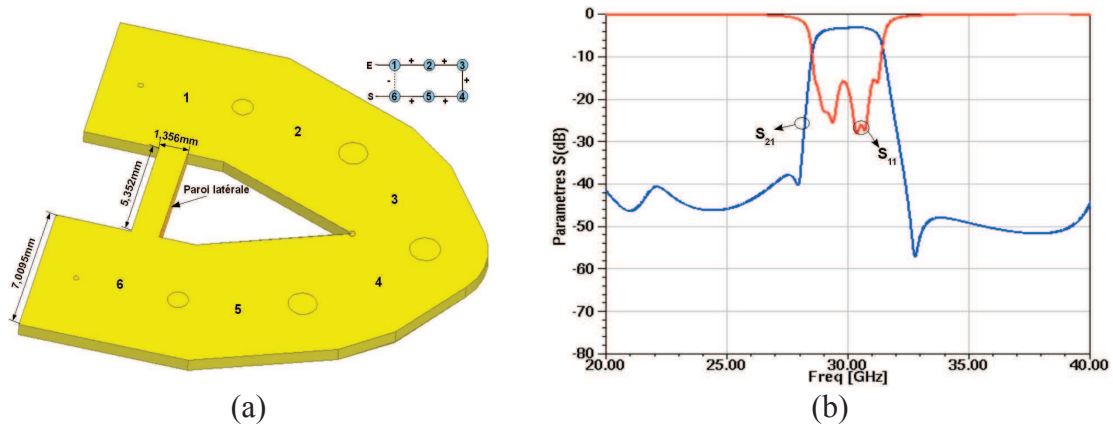 E
1
+
2
+
3
-
+
S
6
+
5
+
4
1
2
3
4
5
6
1,356mm
5,352mm
7,0095mm
Paroi latérale
(a)
0
-10
-20
-30
-40
-50
-60
-70
-80
Parametres S(dB)
S21
S11
20.00
25.00
30.00
35.00
40.00
Freq [GHz]
(b)